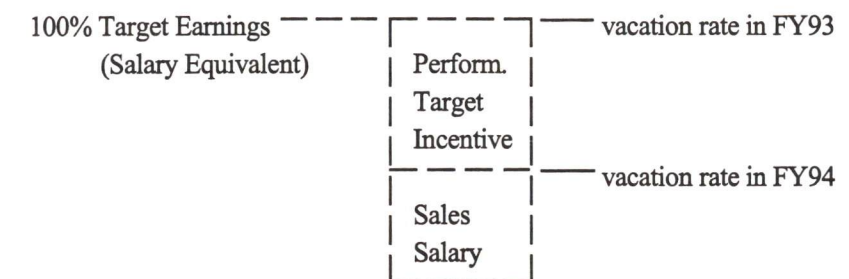 100% Target Earnings
vacation rate in FY93
(Salary Equivalent)
Perform.
Target
Incentive
vacation rate in FY94
Sales
Salary